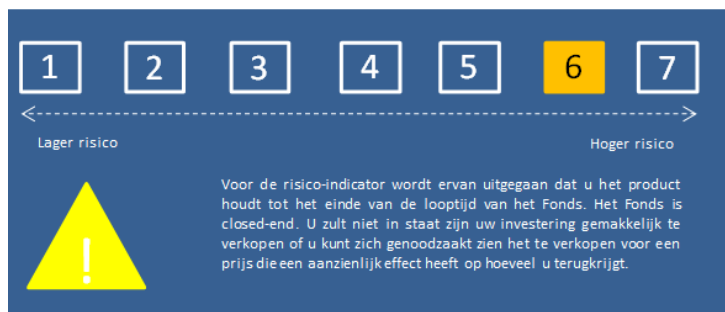 1 2 3 4 5 6 7
Lager risico Hoger risico
!
Voor de risico-indicator wordt ervan uitgegaan dat u het product
houdt tot het einde van de looptijd van het Fonds. Het Fonds is
closed-end. U zult niet in staat zijn uw investering gemakkelijk te
verkopen of u kunt zich genoodzaakt zien het te verkopen voor een
prijs die een aanzienlijk effect heeft op hoeveel u terugkrijgt.